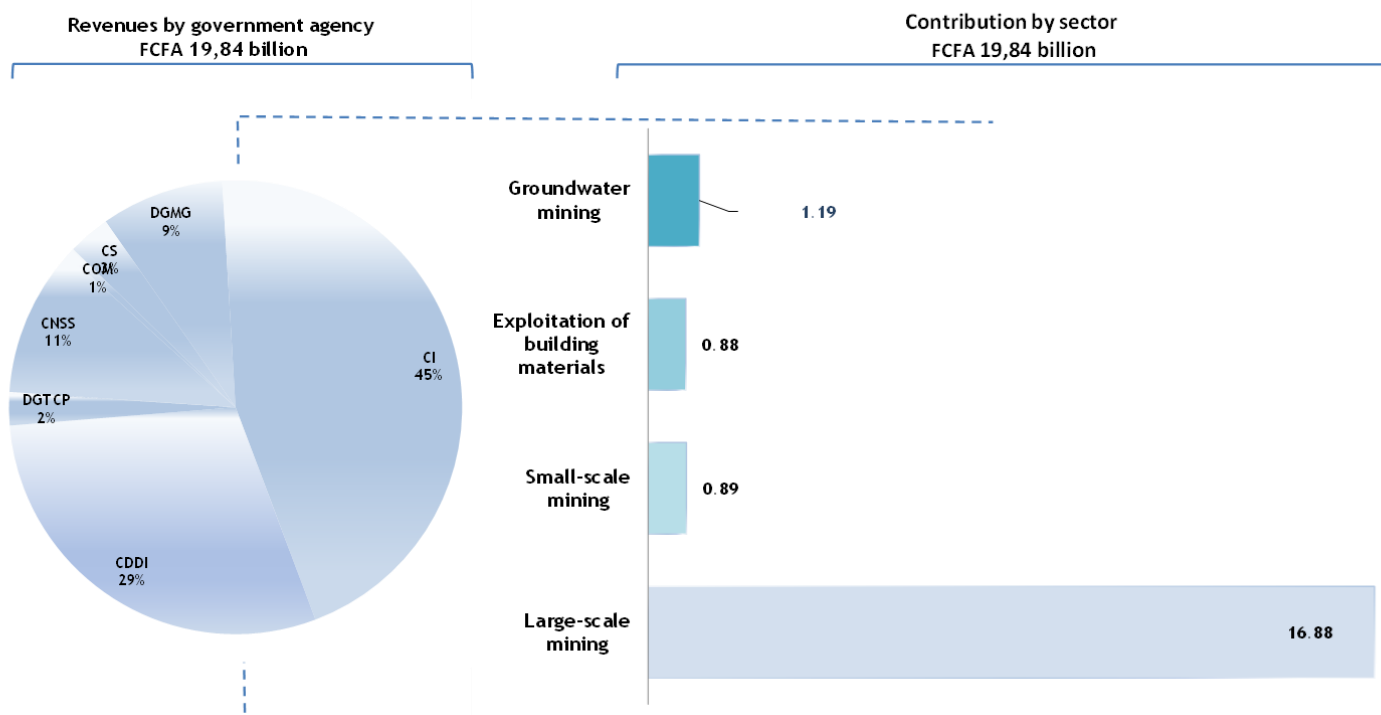 Revenues by government agency
FCFA 19,84 billion
Contribution by sector
FCFA 19,84 billion
DGMG
9%
CS
3%
COM
1%
CNSS
11%
DGTCP
2%
CDDI
29%
CI
45%
Groundwater
mining
1.19
Exploitation of
building
materials
0.88
Small-scale
mining
0.89
Large-scale
mining
16.88